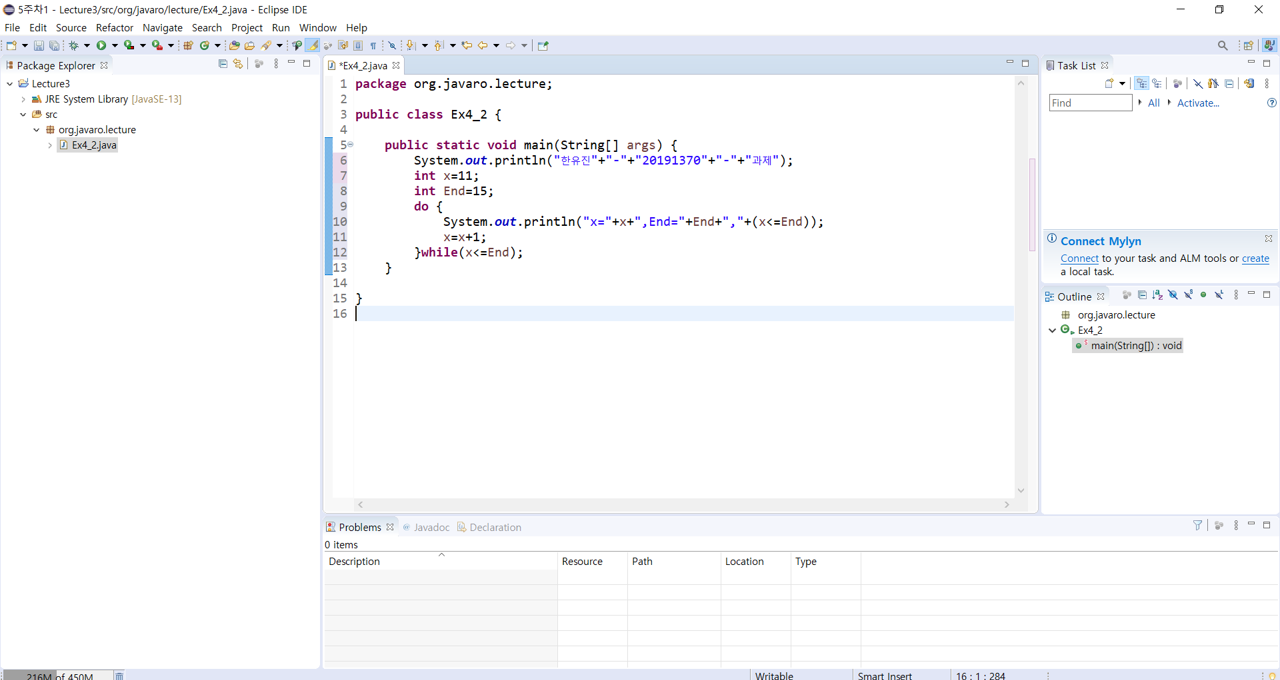 5주차1 - Lecture3/src/org/javaro/lecture/Ex4_2.java - Eclipse IDE
File Edit Source Refactor Navigate Search Project Run Window Help
Package Explorer
Lecture3
JRE System Library [JavaSE-13]
src
org.javaro.lecture
Ex4_2.java
*Ex4_2.java
1 package org.javaro.lecture;
2
3 public class Ex4_2 {
4
5 public static void main(String[] args) {
6 System.out.println("한유진"+"-"+"20191370"+"-"+"과제");
7 int x=11;
8 int End=15;
9 do {
10 System.out.println("x="+x+",End="+End+","+(x<=End));
11 x=x+1;
12 }while(x<=End);
13 }
14
15 }
16
Task List
Find All Activate...
Connect Mylyn
Connect to your task and ALM tools or create
a local task.
Outline
org.javaro.lecture
Ex4_2
main(String[]) : void
Problems Javadoc Declaration
0 items
Description Resource Path Location Type
216M of 450M Writable Smart Insert 16 : 1 : 284